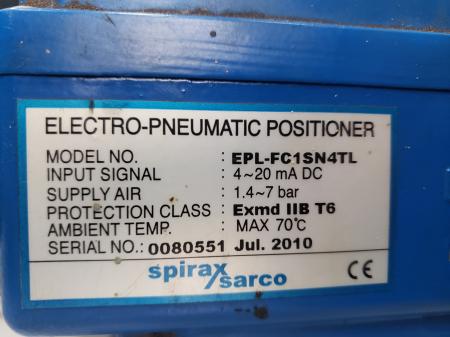 ELECTRO-PNEUMATIC POSITIONER
MODEL NO. : EPL-FC1SN4TL
INPUT SIGNAL : 4~20 mA DC
SUPPLY AIR : 1.4~7 bar
PROTECTION CLASS : Exmd IIB T6
AMBIENT TEMP. : MAX 70℃
SERIAL NO.: 0080551 Jul. 2010
spirax sarco CE